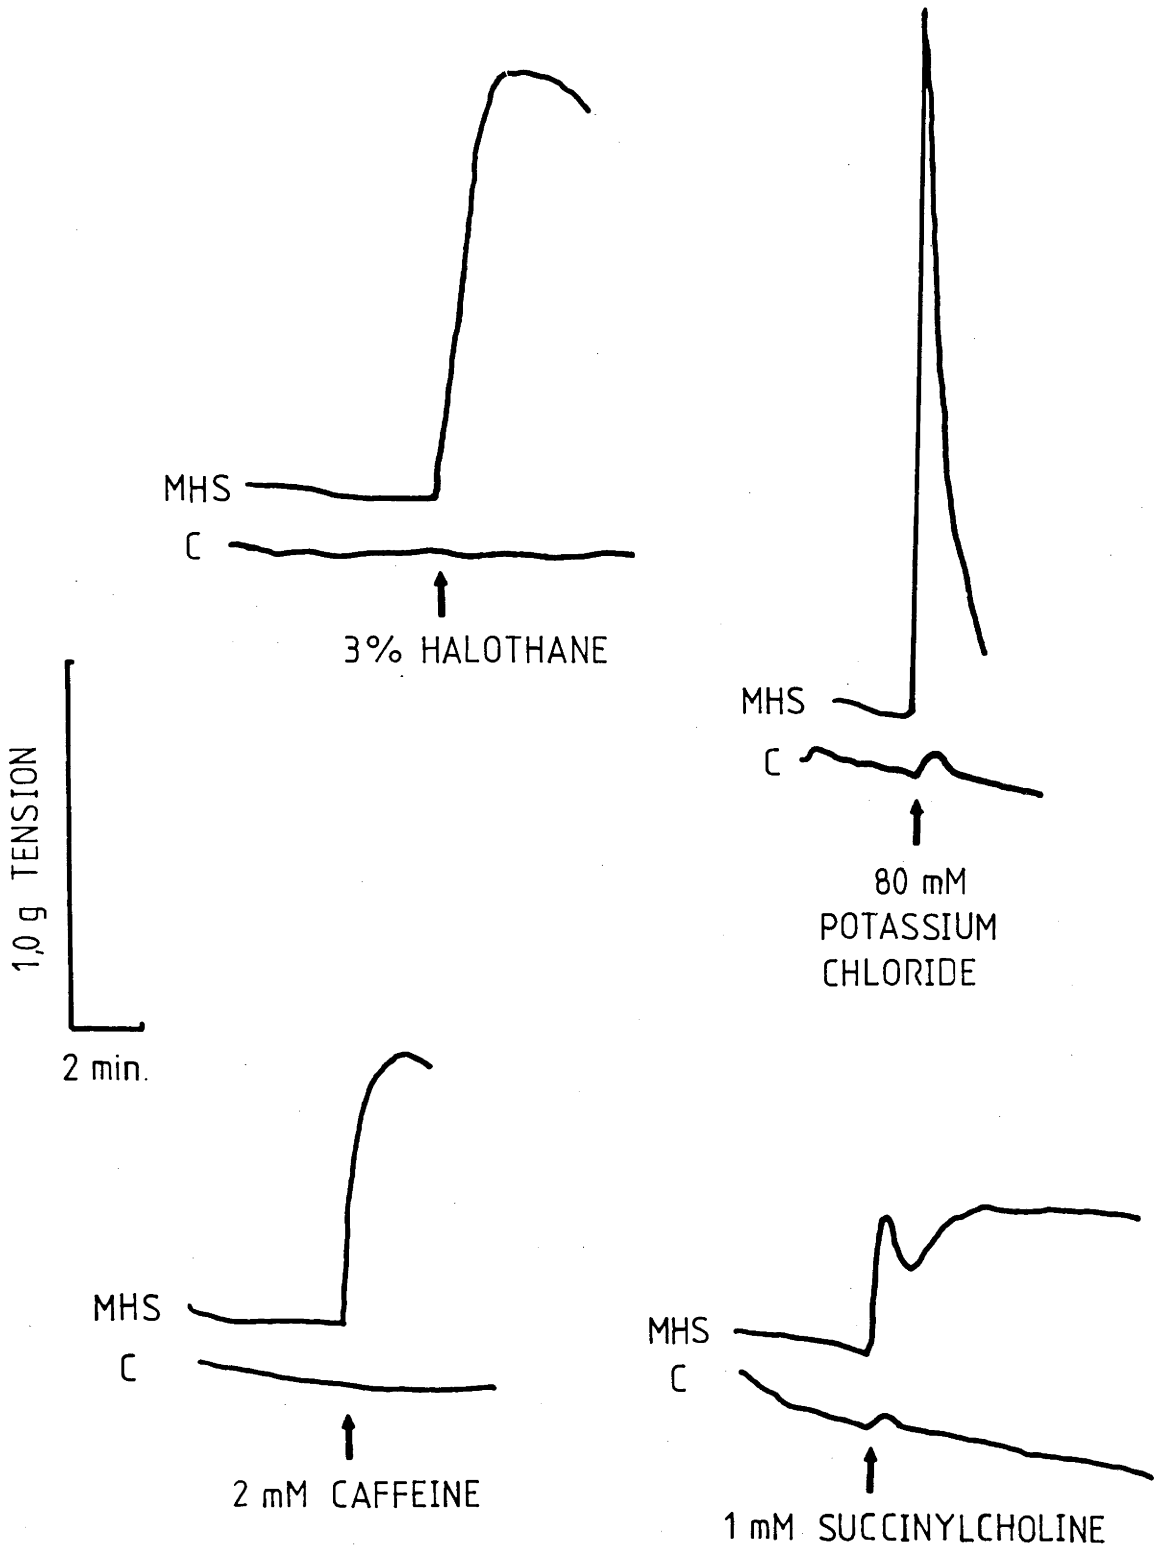 MHS
C
3% HALOTHANE
MHS
C
80 mM
POTASSIUM
CHLORIDE
1,0 g TENSION
2 min.
MHS
C
2 mM CAFFEINE
MHS
C
1 mM SUCCINYLCHOLINE